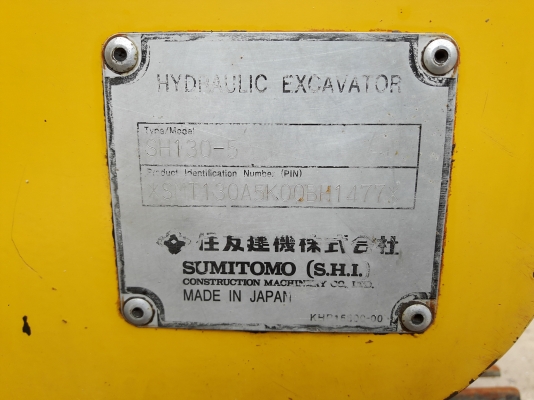 HYDRAULIC EXCAVATOR
Type/Model
SH130-5
Product Identification Number (PIN)
住友建機株式会社
SUMITOMO (S.H.I.)
CONSTRUCTION MACHINERY CO., LTD.
MADE IN JAPAN